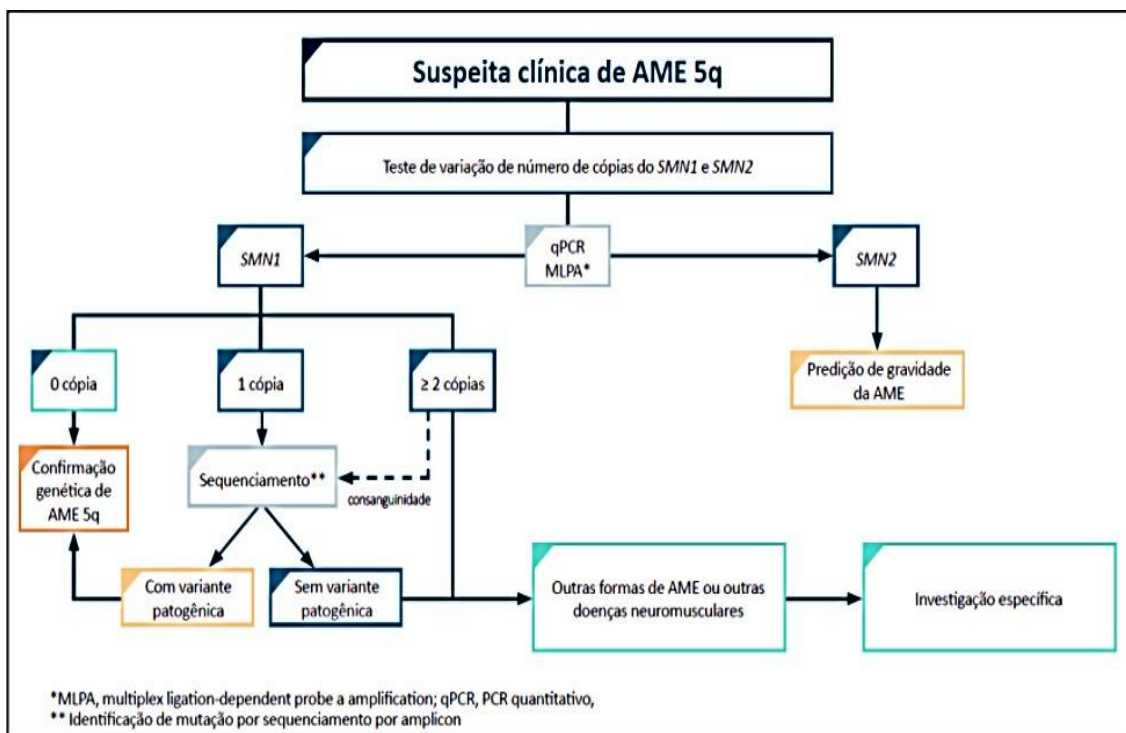 Suspeita clínica de AME 5q
Teste de variação de número de cópias do SMN1 e SMN2
SMN1
qPCR
MLPA*
SMN2
0 cópia
1 cópia
≥ 2 cópias
Predição de gravidade
da AME
Confirmação
genética de
AME 5q
Sequenciamento**
consanguinidade
Com variante
patogênica
Sem variante
patogênica
Outras formas de AME ou outras
doenças neuromusculares
Investigação específica
*MLPA, multiplex ligation-dependent probe a amplification; qPCR, PCR quantitativo,
** Identificação de mutação por sequenciamento por amplicon